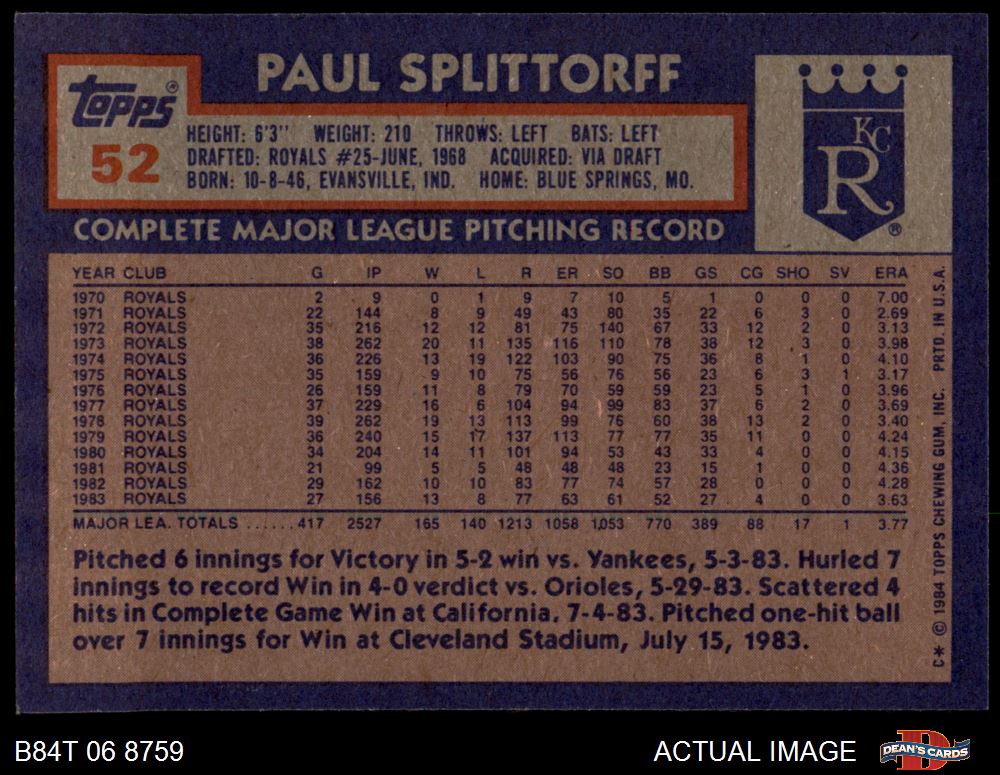 PAUL SPLITTORFF
topps®
52
HEIGHT: 6'3" WEIGHT: 210 THROWS: LEFT BATS: LEFT
DRAFTED: ROYALS #25-JUNE, 1968 ACQUIRED: VIA DRAFT
BORN: 10-8-46, EVANSVILLE, IND. HOME: BLUE SPRINGS, MO.
KC
R®
COMPLETE MAJOR LEAGUE PITCHING RECORD
YEAR CLUB G IP W L R ER SO BB GS CG SHO SV ERA
1970 ROYALS 2 9 0 1 9 7 10 5 1 0 0 0 7.00
1971 ROYALS 22 144 8 9 49 43 80 35 22 6 3 0 2.69
1972 ROYALS 35 216 12 12 81 75 140 67 33 12 2 0 3.13
1973 ROYALS 38 262 20 11 135 116 110 78 38 12 3 0 3.98
1974 ROYALS 36 226 13 19 122 103 90 75 36 8 1 0 4.10
1975 ROYALS 35 159 9 10 75 56 76 56 23 6 3 1 3.17
1976 ROYALS 26 159 11 8 79 70 59 59 23 5 1 0 3.96
1977 ROYALS 37 229 16 6 104 94 99 83 37 6 2 0 3.69
1978 ROYALS 39 262 19 13 113 99 76 60 38 13 2 0 3.40
1979 ROYALS 36 240 15 17 137 113 77 77 35 11 0 0 4.24
1980 ROYALS 34 204 14 11 101 94 53 43 33 4 0 0 4.15
1981 ROYALS 21 99 5 5 48 48 48 23 15 1 0 0 4.36
1982 ROYALS 29 162 10 10 83 77 74 57 28 0 0 0 4.28
1983 ROYALS 27 156 13 8 77 63 61 52 27 4 0 0 3.63
MAJOR LEA. TOTALS ......417 2527 165 140 1213 1058 1053 770 389 88 17 1 3.77
Pitched 6 innings for Victory in 5-2 win vs. Yankees, 5-3-83. Hurled 7
innings to record Win in 4-0 verdict vs. Orioles, 5-29-83. Scattered 4
hits in Complete Game Win at California, 7-4-83. Pitched one-hit ball
over 7 innings for Win at Cleveland Stadium, July 15, 1983.
C* © 1984 TOPPS CHEWING GUM, INC. PRTD. IN U.S.A.
B84T 06 8759
ACTUAL IMAGE
D
DEAN'S CARDS